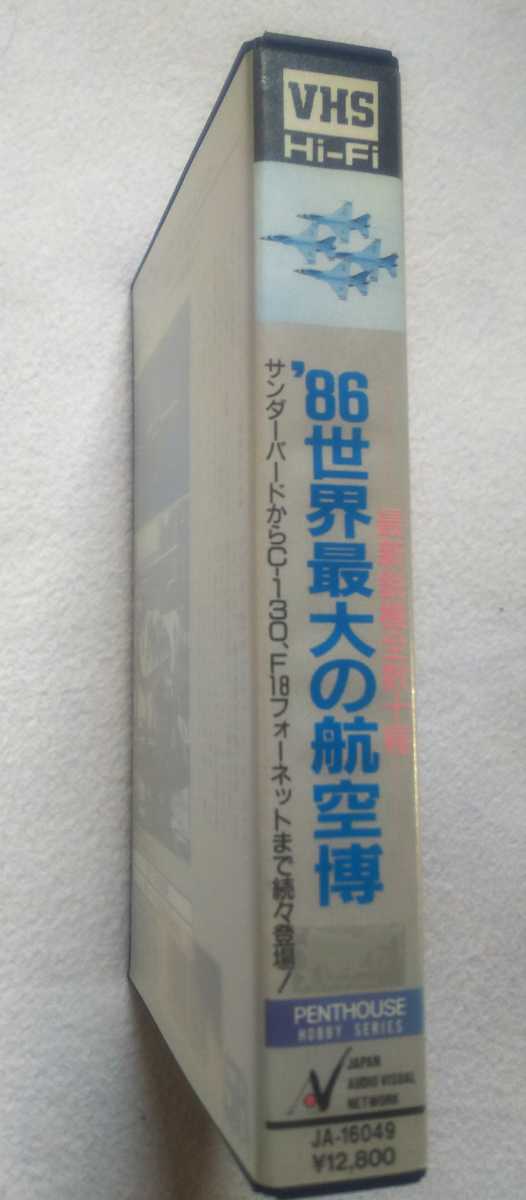 VHS
Hi-Fi
'86世界最大の航空博
サンダーバードからC-130、F18フォーネットまで続々登場!
PENTHOUSE
HOBBY SERIES
AV
JAPAN
AUDIO VISUAL
NETWORK
JA-16049
¥12,800